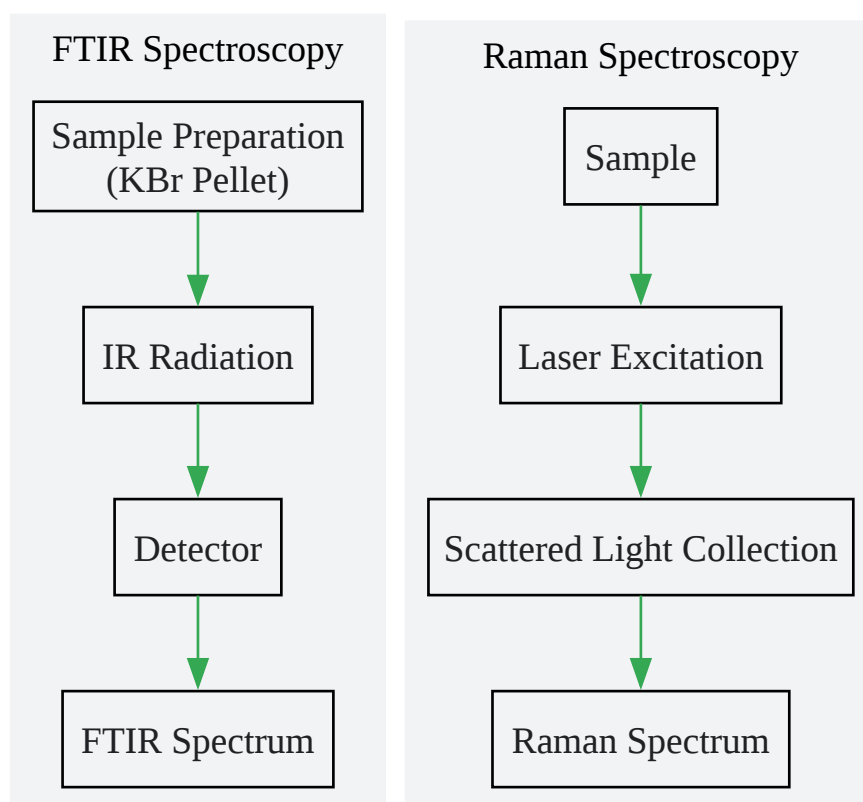 FTIR Spectroscopy
Sample Preparation
(KBr Pellet)
IR Radiation
Detector
FTIR Spectrum
Raman Spectroscopy
Sample
Laser Excitation
Scattered Light Collection
Raman Spectrum